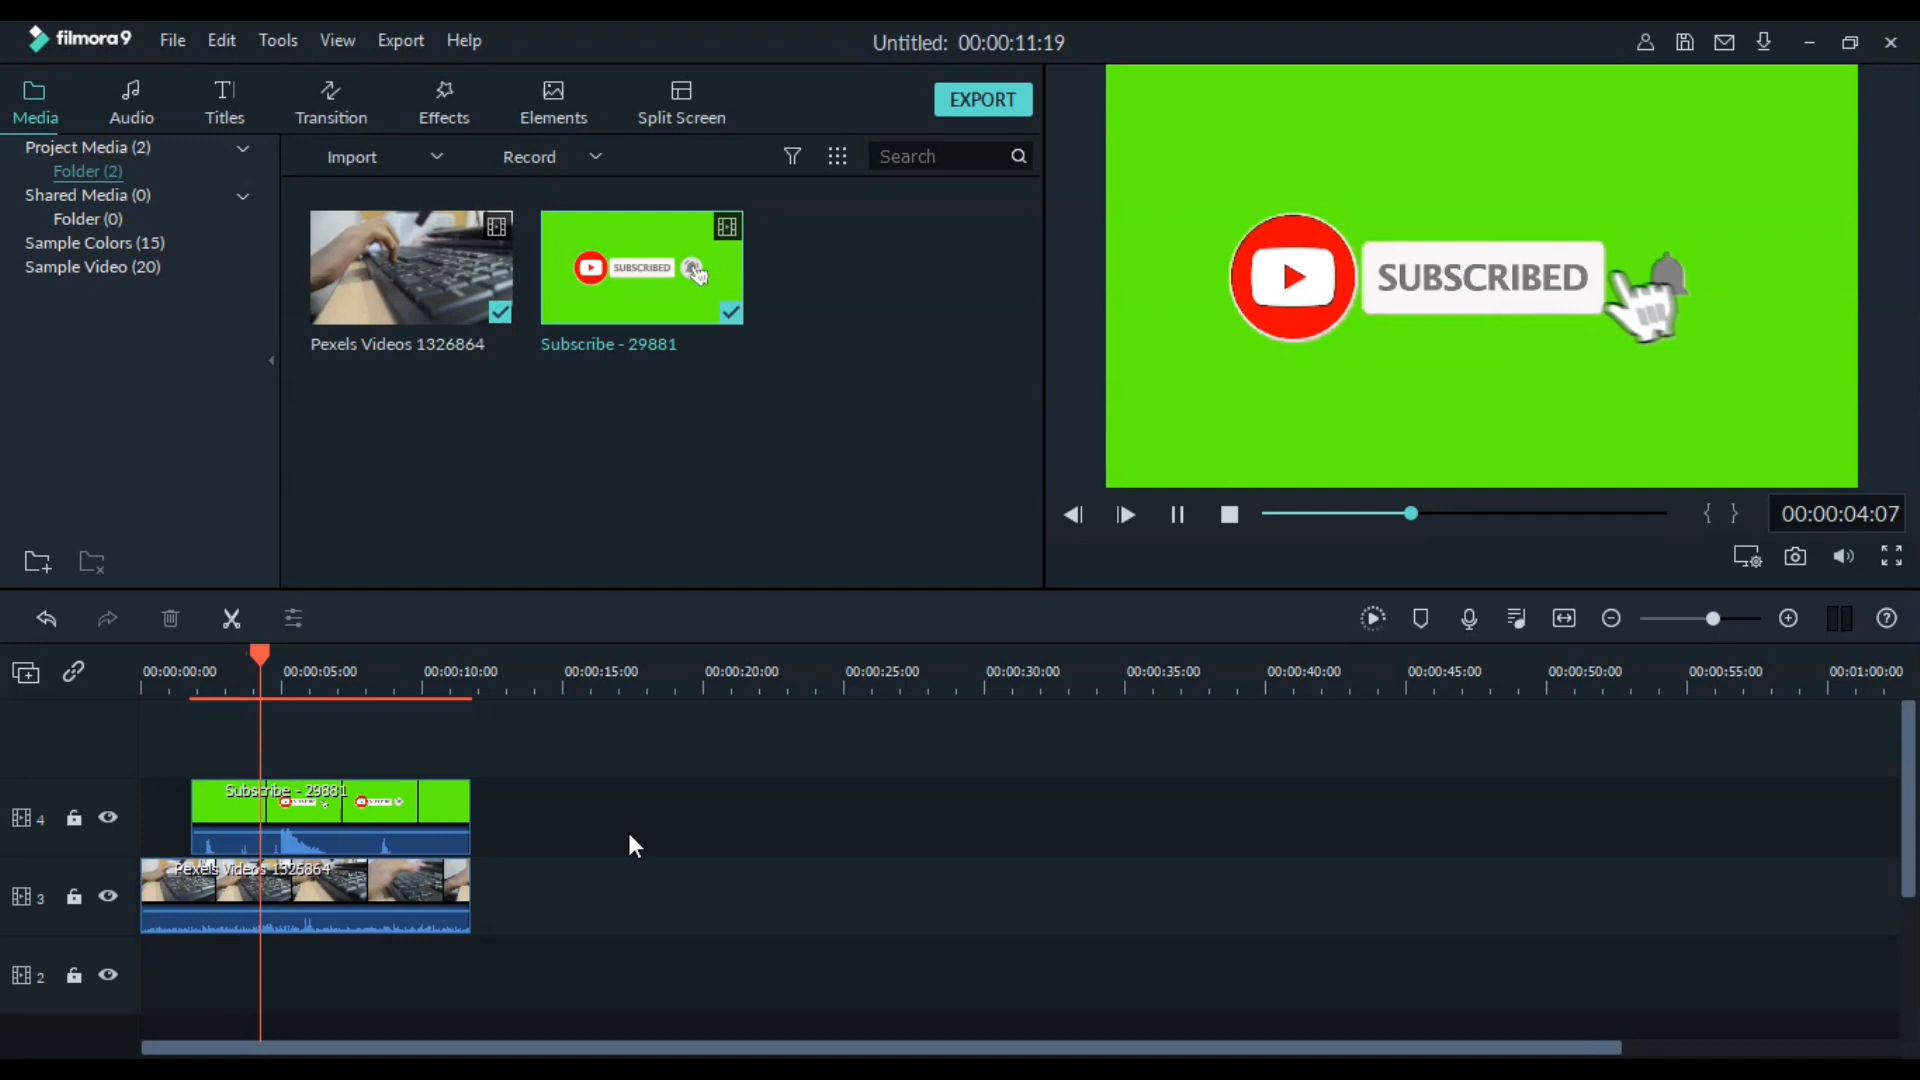 filmora9 File Edit Tools View Export Help
Untitled: 00:00:11:19
Media Audio Titles Transition Effects Elements Split Screen
EXPORT
Project Media (2)
Folder (2)
Shared Media (0)
Folder (0)
Sample Colors (15)
Sample Video (20)
Import Record Search
SUBSCRIBED
Pexels Videos 1326864 Subscribe - 29881
SUBSCRIBED
00:00:04:07
00:00:00:00 00:00:05:00 00:00:10:00 00:00:15:00 00:00:20:00 00:00:25:00 00:00:30:00 00:00:35:00 00:00:40:00 00:00:45:00 00:00:50:00 00:00:55:00 00:01:00:00
Subscribe - 29881
4
Pexels Videos 1326864
3
2